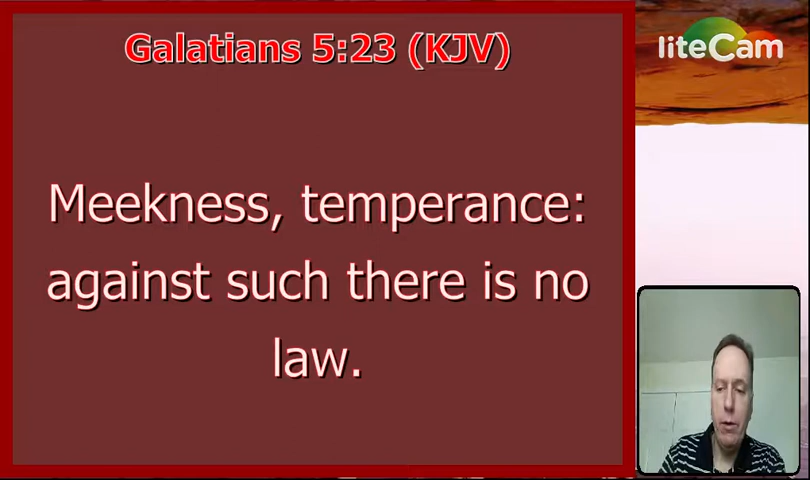 Galatians 5:23 (KJV)
liteCam
Meekness, temperance:
against such there is no
law.